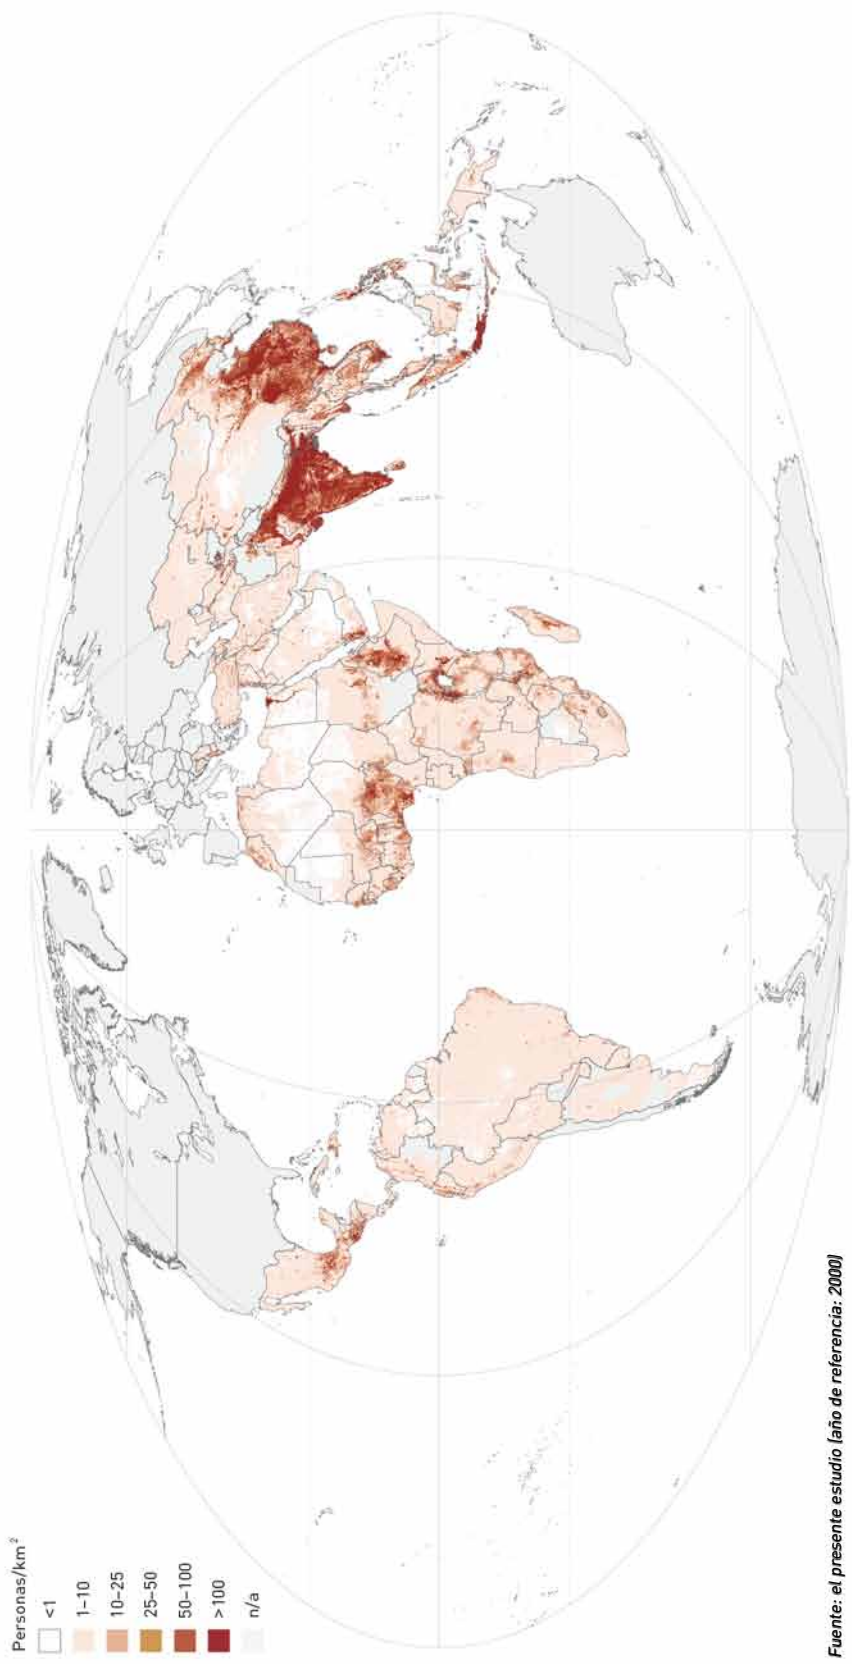 Personas/km²
<1
1–10
10–25
25–50
50–100
>100
n/a
Fuente: el presente estudio (año de referencia: 2000)